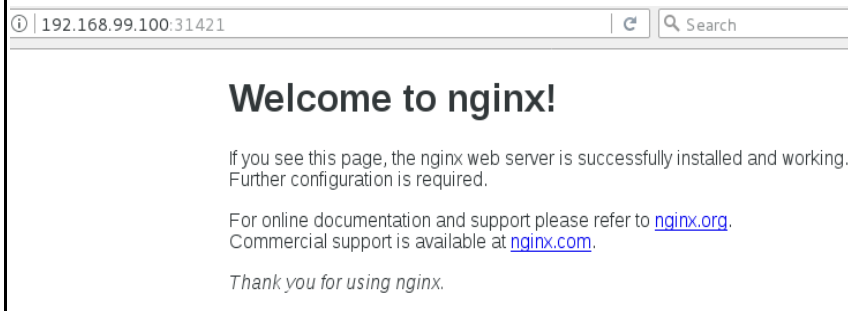 192.168.99.100:31421
Search
Welcome to nginx!
If you see this page, the nginx web server is successfully installed and working.
Further configuration is required.
For online documentation and support please refer to nginx.org.
Commercial support is available at nginx.com.
Thank you for using nginx.